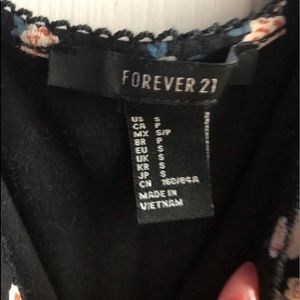 FOREVER 21
US S
CA P
MX S/P
BR P
EU S
UK S
KR S
JP S
CN 160/84A
MADE IN
VIETNAM